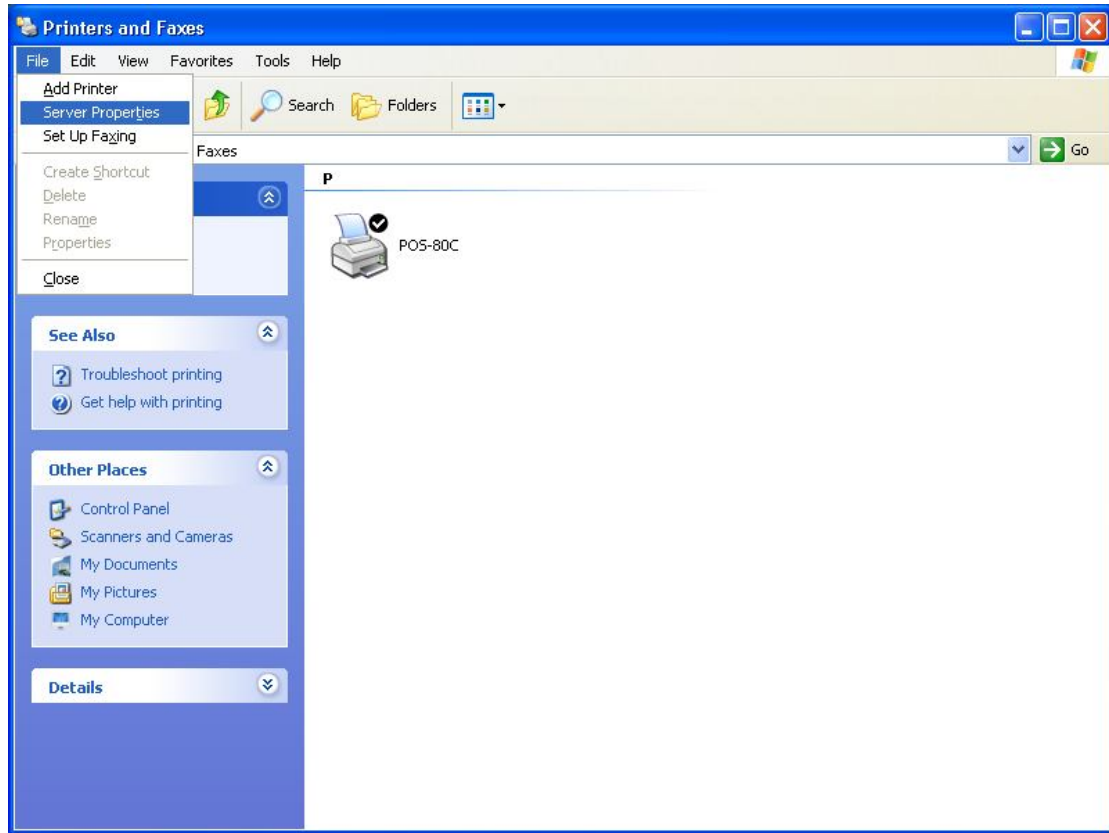 Printers and Faxes
File Edit View Favorites Tools Help
Add Printer
Server Properties
Set Up Faxing
Create Shortcut
Delete
Rename
Properties
Close
Search Folders
Faxes Go
See Also
Troubleshoot printing
Get help with printing
Other Places
Control Panel
Scanners and Cameras
My Documents
My Pictures
My Computer
Details
P
POS-80C